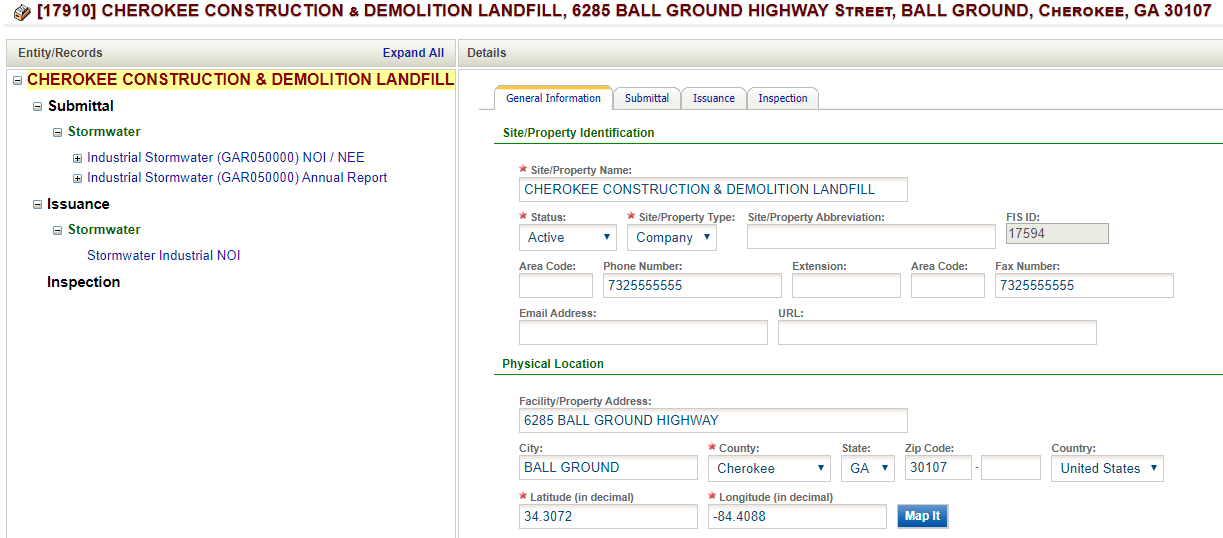 [17910] CHEROKEE CONSTRUCTION & DEMOLITION LANDFILL, 6285 BALL GROUND HIGHWAY STREET, BALL GROUND, CHEROKEE, GA 30107
Entity/Records Expand All
CHEROKEE CONSTRUCTION & DEMOLITION LANDFILL
Submittal
Stormwater
Industrial Stormwater (GAR050000) NOI / NEE
Industrial Stormwater (GAR050000) Annual Report
Issuance
Stormwater
Stormwater Industrial NOI
Inspection
Details
General Information Submittal Issuance Inspection
Site/Property Identification
* Site/Property Name:
CHEROKEE CONSTRUCTION & DEMOLITION LANDFILL
* Status: * Site/Property Type: Site/Property Abbreviation: FIS ID:
Active Company 17594
Area Code: Phone Number: Extension: Area Code: Fax Number:
7325555555 7325555555
Email Address: URL:
Physical Location
Facility/Property Address:
6285 BALL GROUND HIGHWAY
City: * County: State: Zip Code: Country:
BALL GROUND Cherokee GA 30107 - United States
* Latitude (in decimal) * Longitude (in decimal)
34.3072 -84.4088 Map It